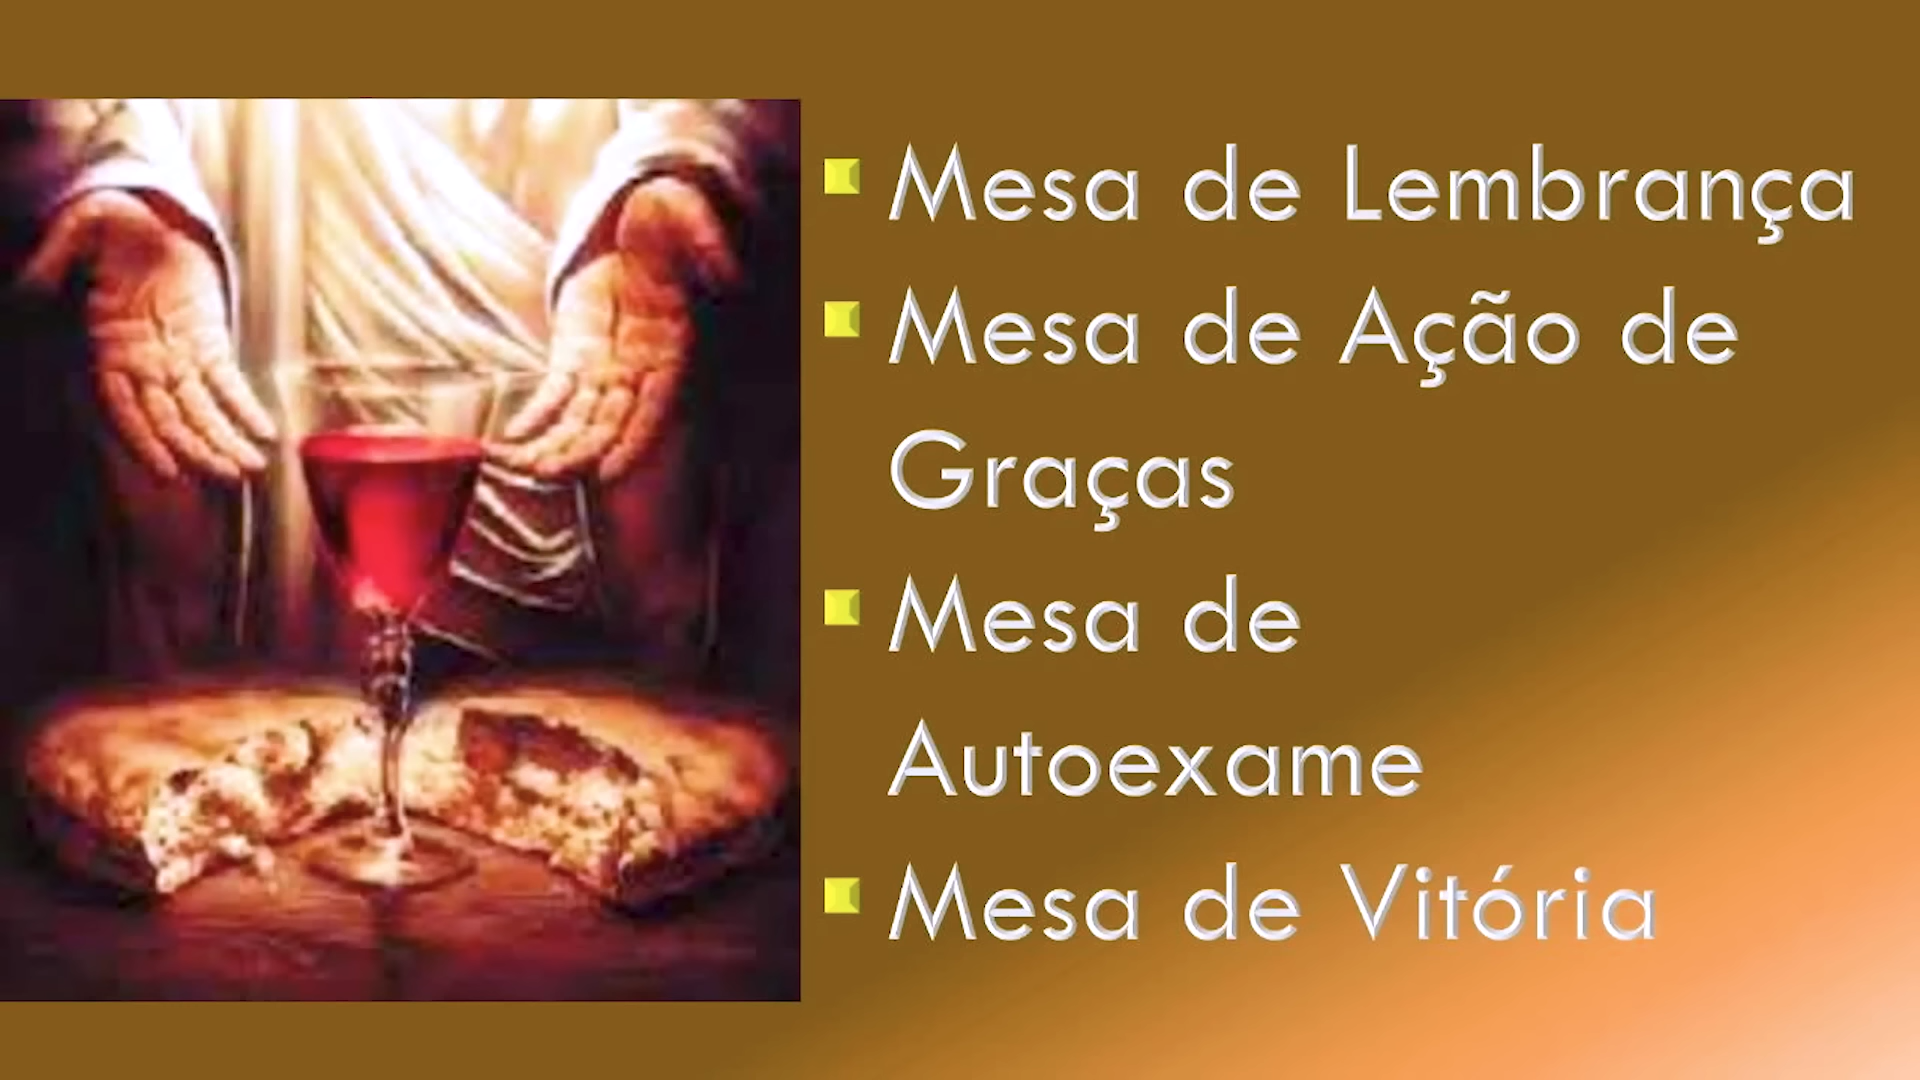 Mesa de Lembrança
Mesa de Ação de
Graças
Mesa de
Autoexame
Mesa de Vitória